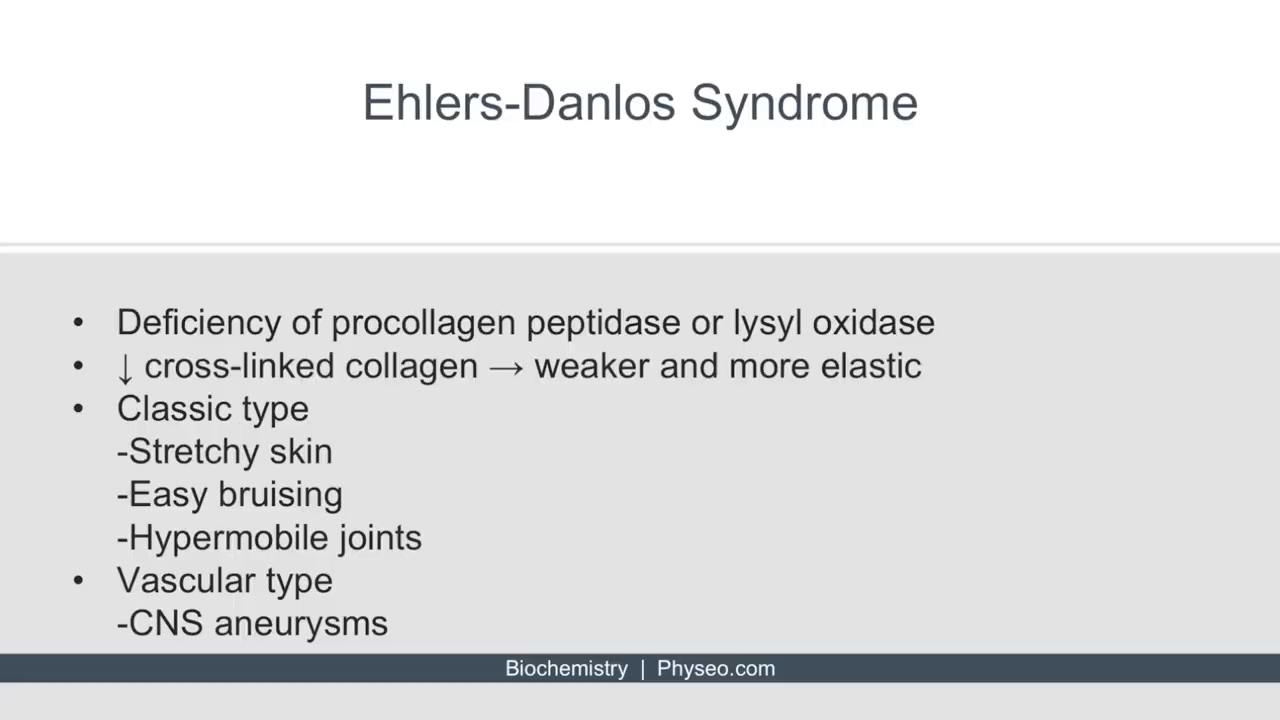 Ehlers-Danlos Syndrome
• Deficiency of procollagen peptidase or lysyl oxidase
• ↓ cross-linked collagen → weaker and more elastic
• Classic type
-Stretchy skin
-Easy bruising
-Hypermobile joints
• Vascular type
-CNS aneurysms
Biochemistry | Physeo.com